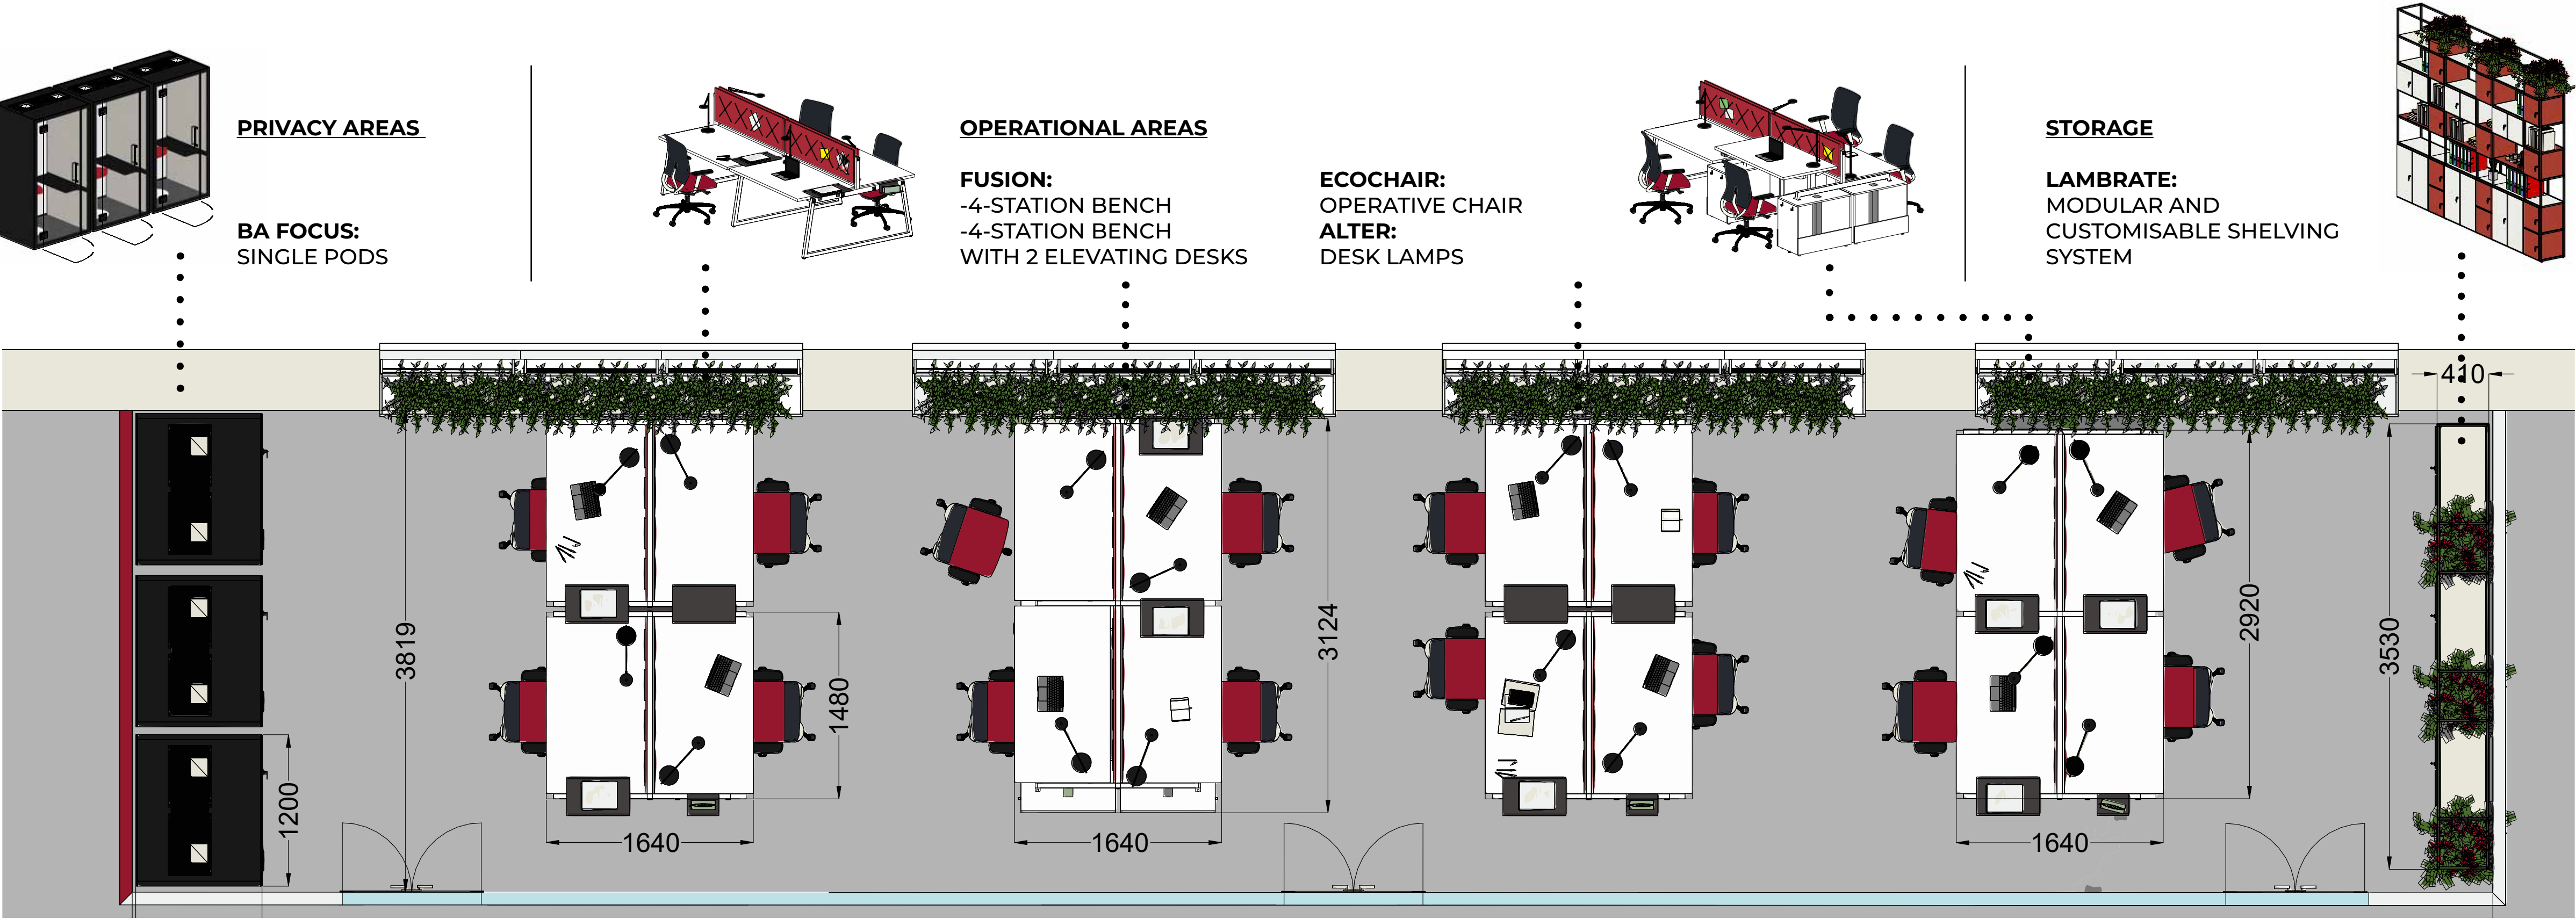 PRIVACY AREAS
BA FOCUS:
SINGLE PODS
OPERATIONAL AREAS
FUSION:
-4-STATION BENCH
-4-STATION BENCH
WITH 2 ELEVATING DESKS
ECOCHAIR:
OPERATIVE CHAIR
ALTER:
DESK LAMPS
STORAGE
LAMBRATE:
MODULAR AND
CUSTOMISABLE SHELVING
SYSTEM
410
3819
3124
2920
3530
1480
1200
1640
1640
1640